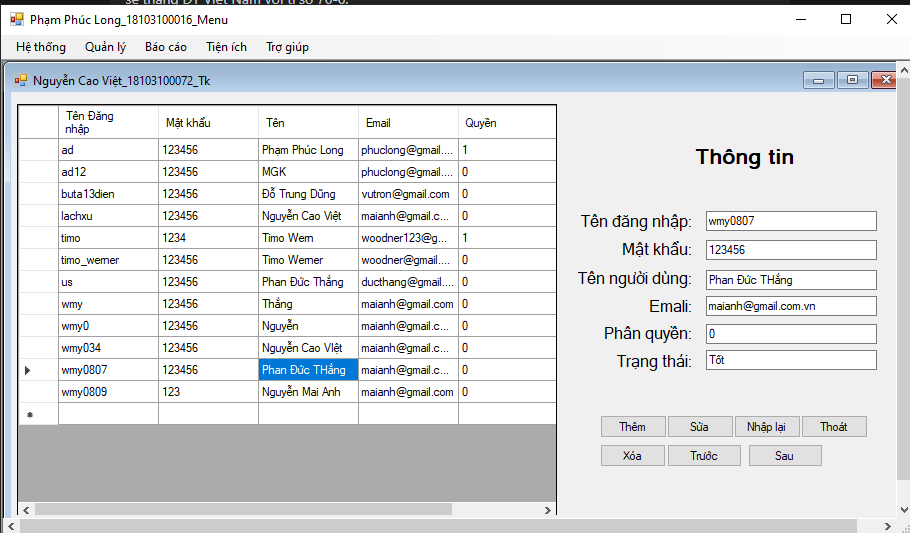 sẽ thắng ĐT Việt Nam với tỉ số 70-0.
Phạm Phúc Long_18103100016_Menu
Hệ thống Quản lý Báo cáo Tiện ích Trợ giúp
Nguyễn Cao Việt_18103100072_Tk
Tên Đăng nhập Mật khẩu Tên Email Quyền
ad 123456 Phạm Phúc Long phuclong@gmail.... 1
ad12 123456 MGK phuclong@gmail.... 0
buta13dien 123456 Đỗ Trung Dũng vutron@gmail.com 0
lachxu 123456 Nguyễn Cao Việt maianh@gmail.c... 0
timo 1234 Timo Wern woodner123@g... 1
timo_werner 123456 Timo Werner woodner@gmail.... 0
us 123456 Phan Đức Thắng ducthang@gmail.... 0
wmy 123456 Thắng maianh@gmail.com 0
wmy0 123456 Nguyễn maianh@gmail.c... 0
wmy034 123456 Nguyễn Cao VIệt maianh@gmail.c... 0
wmy0807 123456 Phan Đức THắng maianh@gmail.c... 0
wmy0809 123 Nguyễn Mai Anh maianh@gmail.com 0
Thông tin
Tên đăng nhập: wmy0807
Mật khẩu: 123456
Tên người dùng: Phan Đức THắng
Emali: maianh@gmail.com.vn
Phân quyền: 0
Trạng thái: Tốt
Thêm Sửa Nhập lại Thoát
Xóa Trước Sau